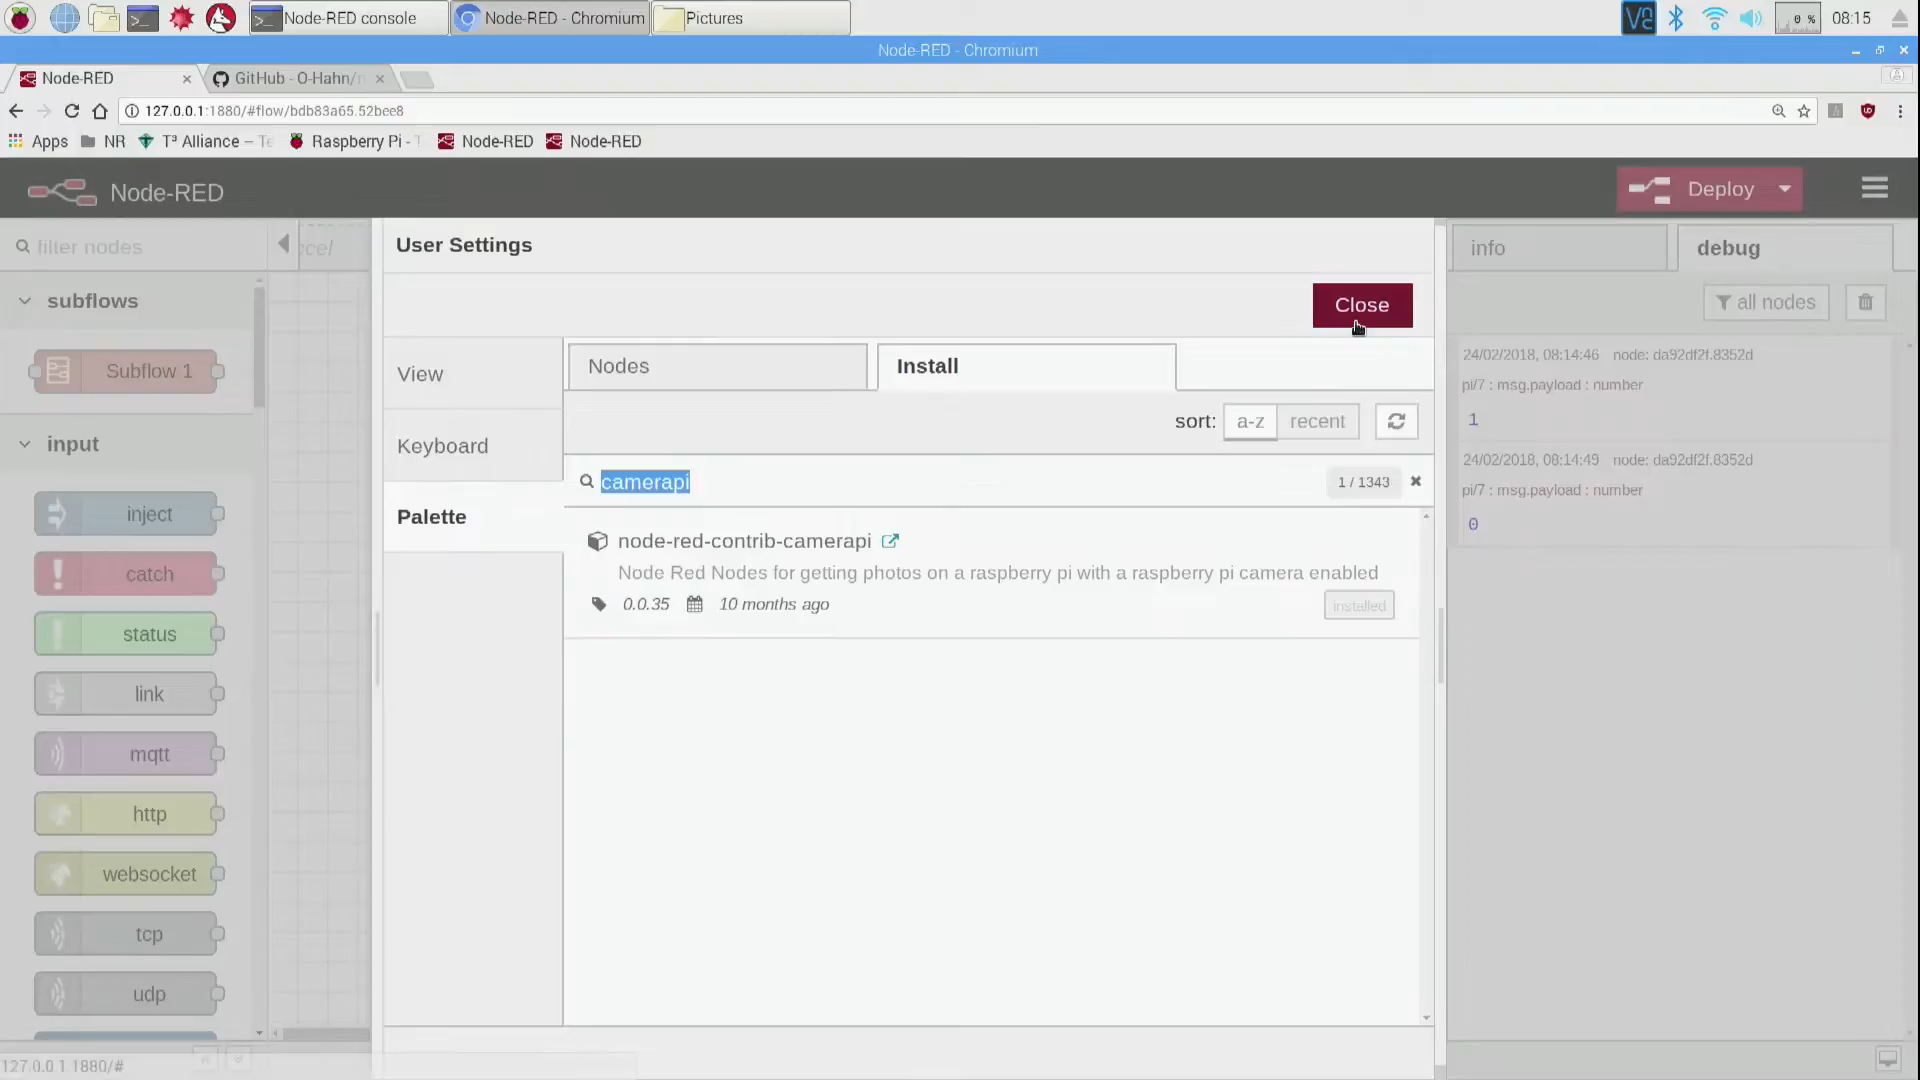 Node-RED console
Node-RED - Chromium
Pictures
0 %
08:15
Node-RED - Chromium
Node-RED
GitHub - O-Hahn/
127.0.0.1:1880/#flow/bdb83a65.52bee8
Apps
NR
T³ Alliance – Te
Raspberry Pi -
Node-RED
Node-RED
Node-RED
Deploy
filter nodes
User Settings
info
debug
subflows
Close
all nodes
Subflow 1
View
Nodes
Install
24/02/2018, 08:14:46 node: da92df2f.8352d
pi/7 : msg.payload : number
1
sort:
a-z
recent
input
Keyboard
24/02/2018, 08:14:49 node: da92df2f.8352d
pi/7 : msg.payload : number
0
camerapi
1 / 1343
inject
Palette
node-red-contrib-camerapi
Node Red Nodes for getting photos on a raspberry pi with a raspberry pi camera enabled
0.0.35
10 months ago
installed
catch
status
link
mqtt
http
websocket
tcp
udp
127.0.0.1:1880/#